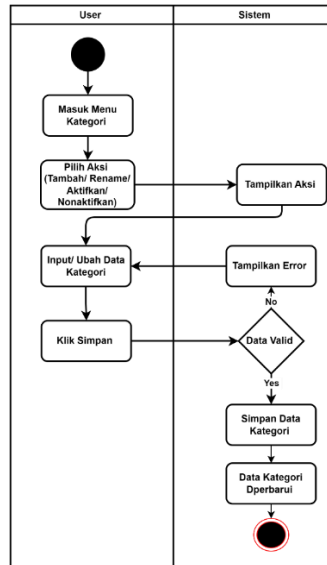 User
Sistem
Masuk Menu
Kategori
Pilih Aksi
(Tambah/ Rename/
Aktifkan/
Nonaktifkan)
Tampilkan Aksi
Input/ Ubah Data
Kategori
Tampilkan Error
No
Klik Simpan
Data Valid
Yes
Simpan Data
Kategori
Data Kategori
Dperbarui